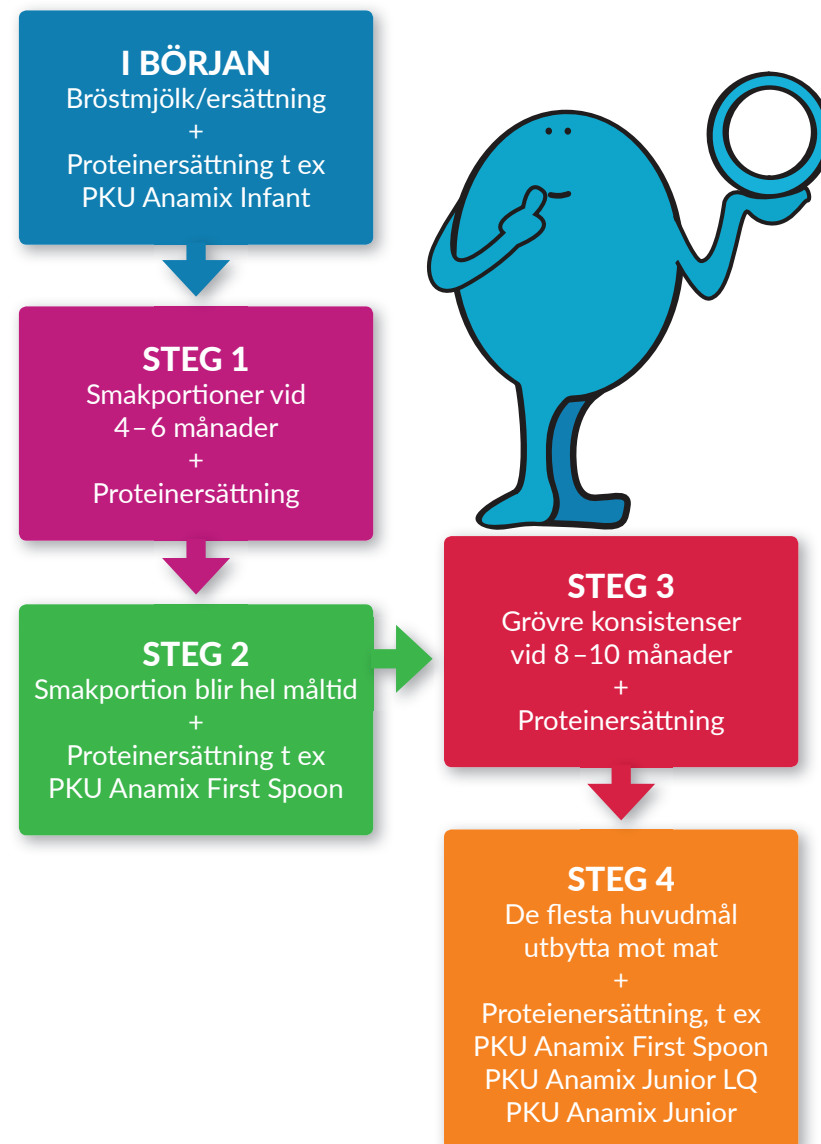 I BÖRJAN
Bröstmjölk/ersättning
+
Proteinersättning t ex
PKU Anamix Infant
STEG 1
Smakportioner vid
4–6 månader
+
Proteinersättning
STEG 2
Smakportion blir hel måltid
+
Proteinersättning t ex
PKU Anamix First Spoon
STEG 3
Grövre konsistenser
vid 8–10 månader
+
Proteinersättning
STEG 4
De flesta huvudmål
utbytta mot mat
+
Proteienersättning, t ex
PKU Anamix First Spoon
PKU Anamix Junior LQ
PKU Anamix Junior